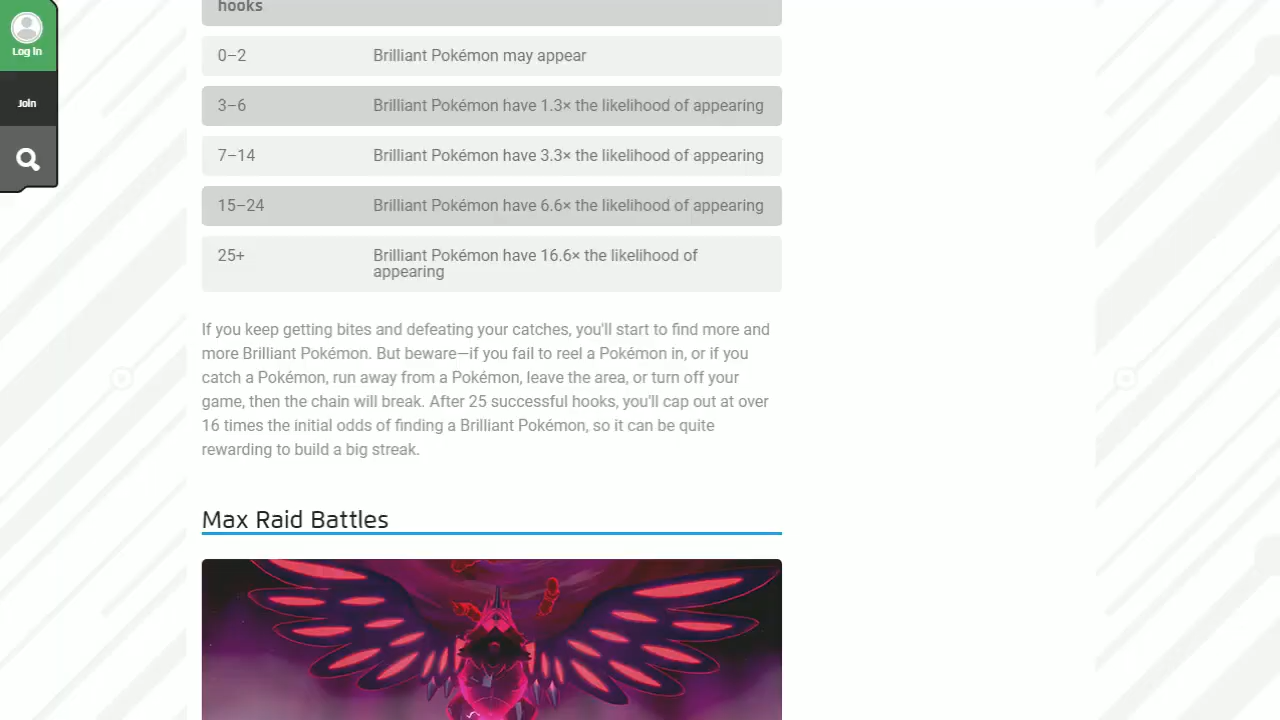 hooks
Log In
0–2 Brilliant Pokémon may appear
Join
3–6 Brilliant Pokémon have 1.3× the likelihood of appearing
7–14 Brilliant Pokémon have 3.3× the likelihood of appearing
15–24 Brilliant Pokémon have 6.6× the likelihood of appearing
25+ Brilliant Pokémon have 16.6× the likelihood of
appearing
If you keep getting bites and defeating your catches, you'll start to find more and
more Brilliant Pokémon. But beware—if you fail to reel a Pokémon in, or if you
catch a Pokémon, run away from a Pokémon, leave the area, or turn off your
game, then the chain will break. After 25 successful hooks, you'll cap out at over
16 times the initial odds of finding a Brilliant Pokémon, so it can be quite
rewarding to build a big streak.
Max Raid Battles